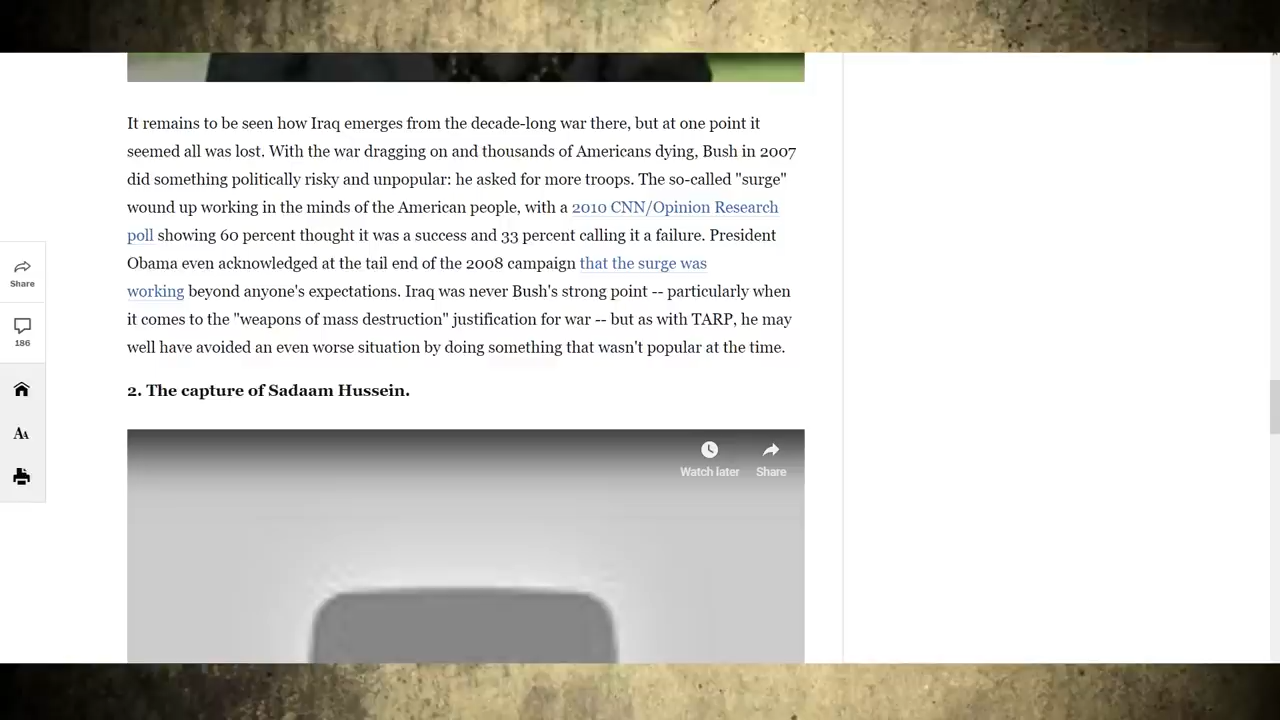 It remains to be seen how Iraq emerges from the decade-long war there, but at one point it
seemed all was lost. With the war dragging on and thousands of Americans dying, Bush in 2007
did something politically risky and unpopular: he asked for more troops. The so-called "surge"
wound up working in the minds of the American people, with a 2010 CNN/Opinion Research
poll showing 60 percent thought it was a success and 33 percent calling it a failure. President
Obama even acknowledged at the tail end of the 2008 campaign that the surge was
working beyond anyone's expectations. Iraq was never Bush's strong point -- particularly when
it comes to the "weapons of mass destruction" justification for war -- but as with TARP, he may
well have avoided an even worse situation by doing something that wasn't popular at the time.
Share
186
AA
2. The capture of Sadaam Hussein.
Watch later
Share